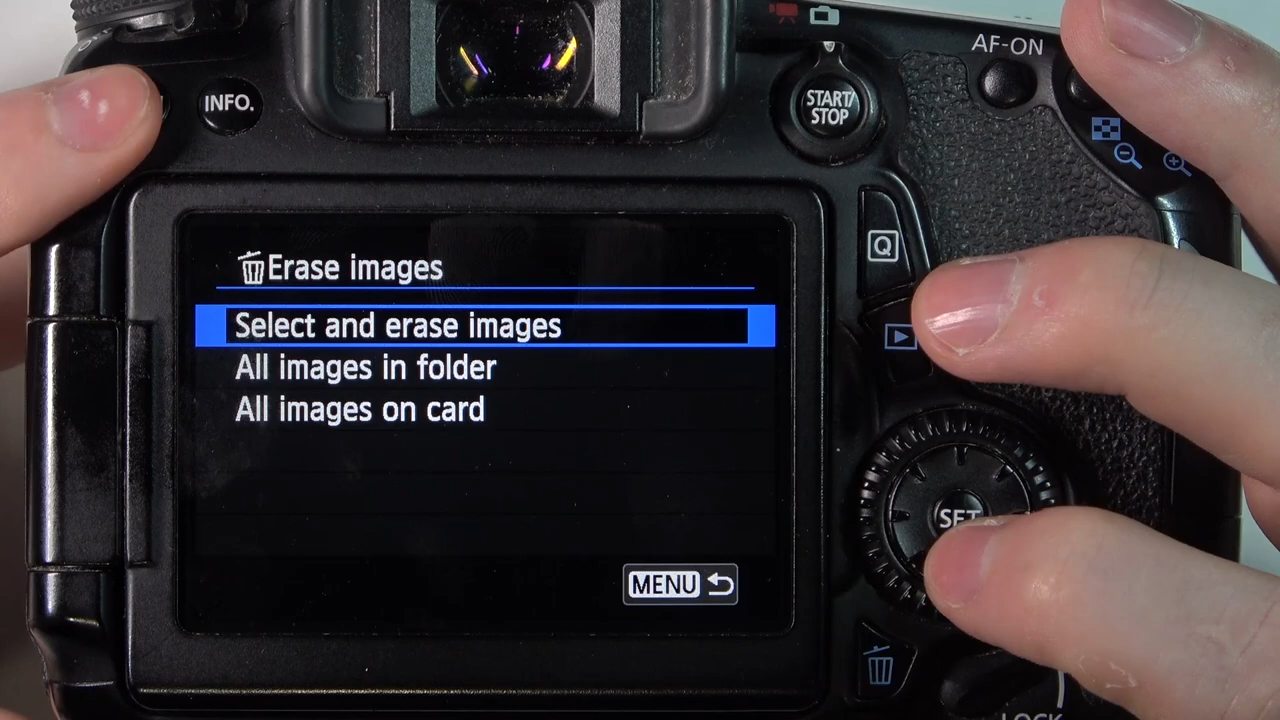 AF-ON
INFO.
START/
STOP
Q
Erase images
Select and erase images
All images in folder
All images on card
SET
MENU
LOCK